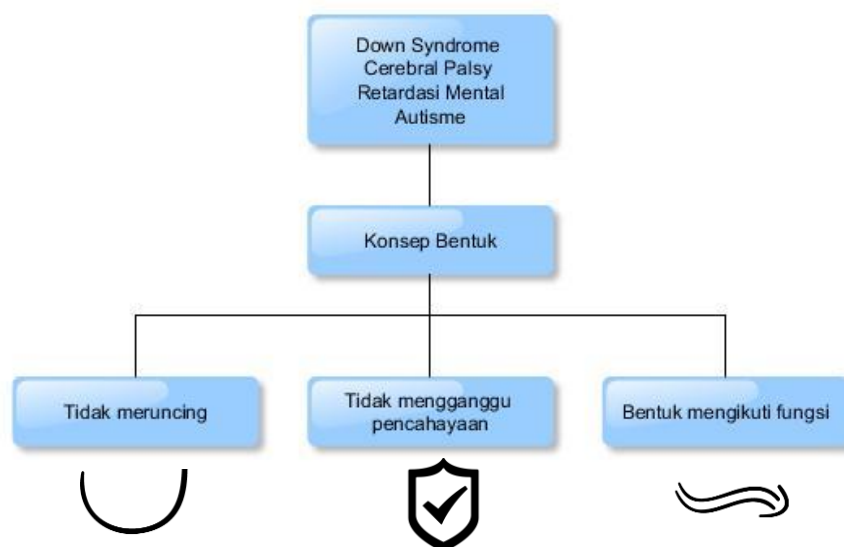 Down Syndrome
Cerebral Palsy
Retardasi Mental
Autisme
Konsep Bentuk
Tidak meruncing
Tidak mengganggu
pencahayaan
Bentuk mengikuti fungsi